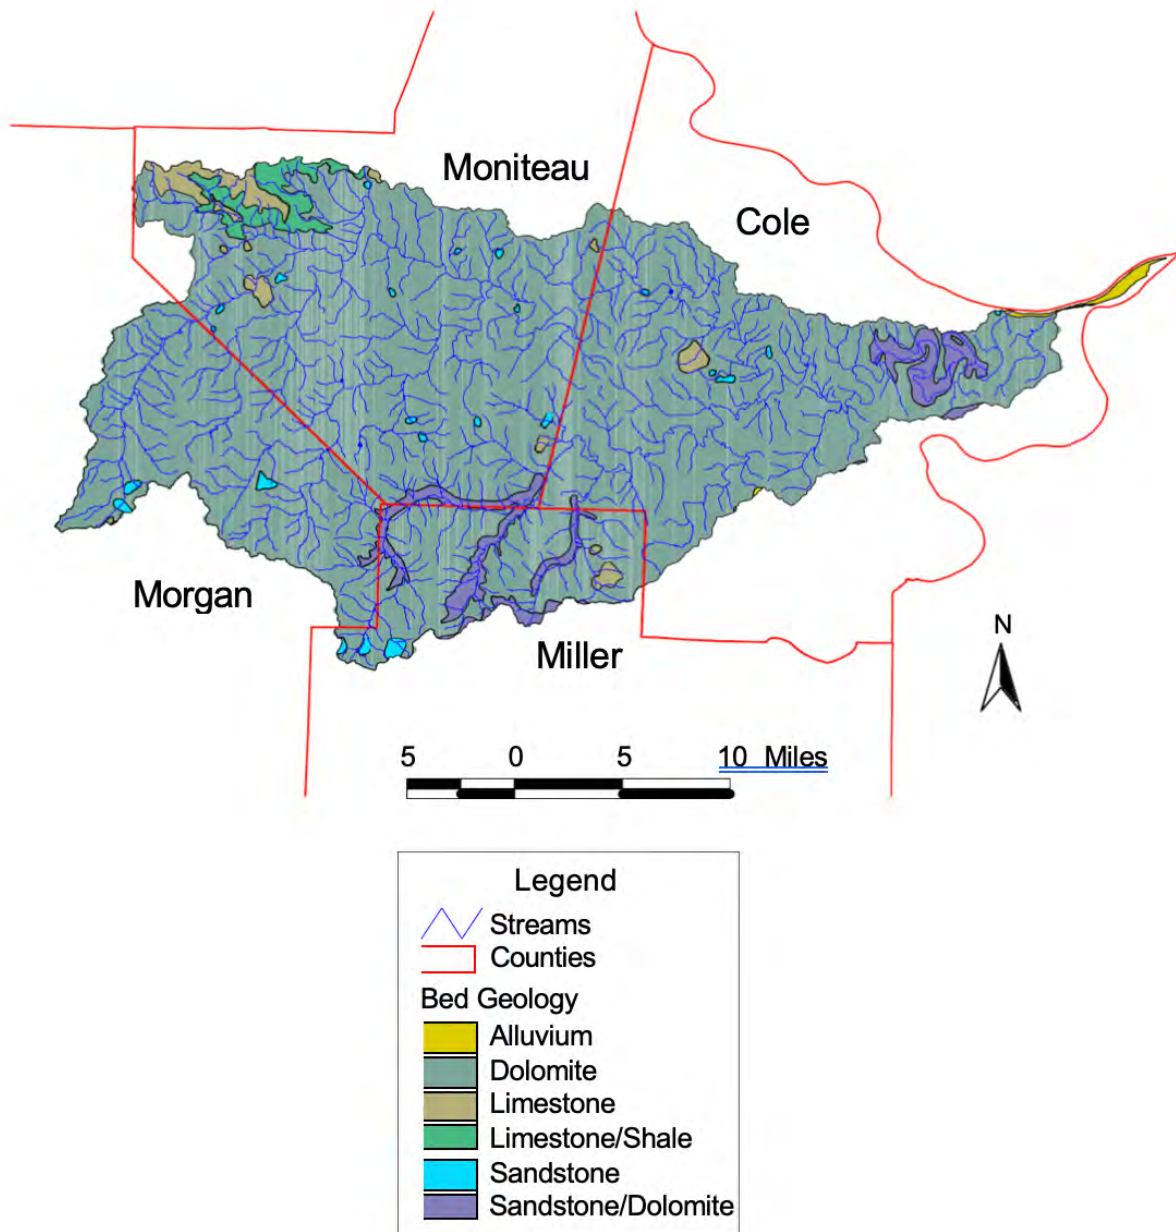 Moniteau
Cole
Morgan
Miller
N
5 0 5 10 Miles
Legend
Streams
Counties
Bed Geology
Alluvium
Dolomite
Limestone
Limestone/Shale
Sandstone
Sandstone/Dolomite